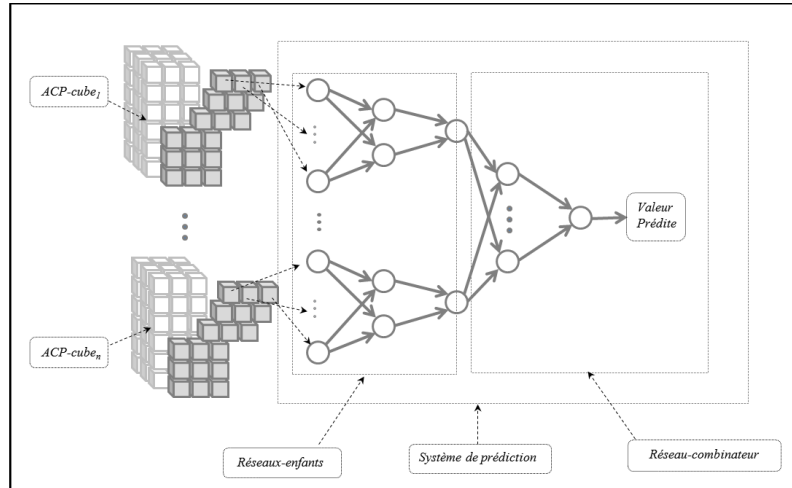 ACP-cube1
Valeur
Prédite
ACP-cuben
Réseaux-enfants
Système de prédiction
Réseau-combinateur